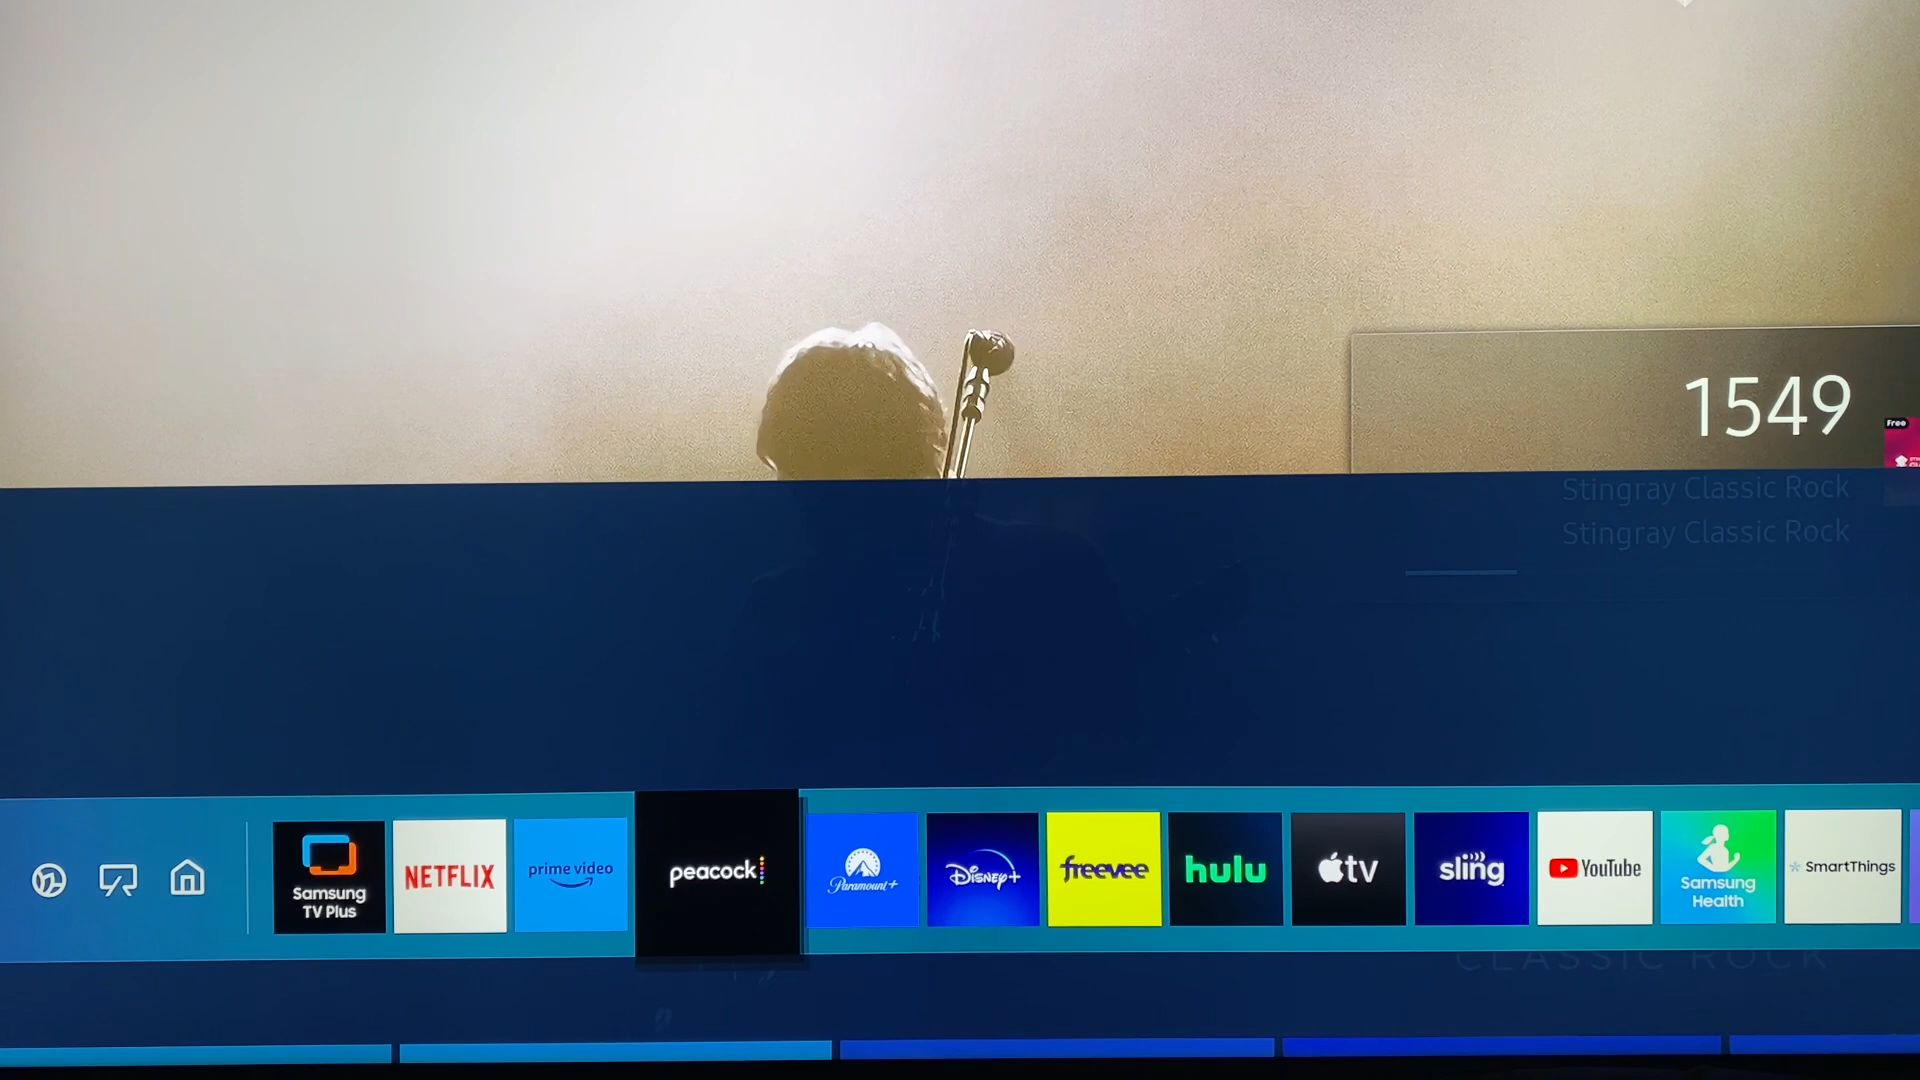 1549
Free
Stingray Classic Rock
Stingray Classic Rock
Samsung
TV Plus
NETFLIX
prime video
peacock
Paramount+
Disney+
freevee
hulu
tv
sling
YouTube
Samsung
Health
SmartThings
CLASSIC ROCK